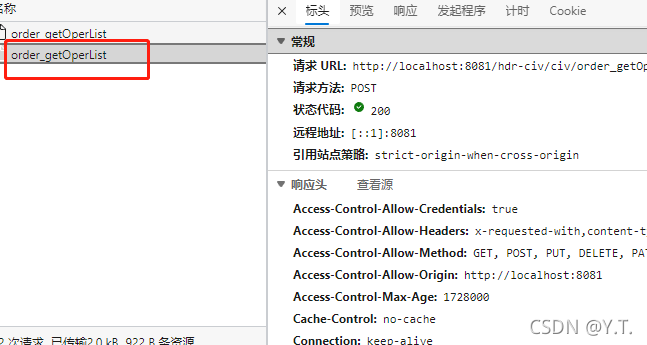 名称
order_getOperList
order_getOperList
2 次请求 已传输2.0 kB 922 B 条资源
标头 预览 响应 发起程序 计时 Cookie
常规
请求 URL: http://localhost:8081/hdr-civ/civ/order_getOp
请求方法: POST
状态代码: 200
远程地址: [::1]:8081
引用站点策略: strict-origin-when-cross-origin
响应头 查看源
Access-Control-Allow-Credentials: true
Access-Control-Allow-Headers: x-requested-with,content-t
Access-Control-Allow-Method: GET, POST, PUT, DELETE, PA
Access-Control-Allow-Origin: http://localhost:8081
Access-Control-Max-Age: 1728000
Cache-Control: no-cache
Connection: keep-alive
CSDN @Y.T.